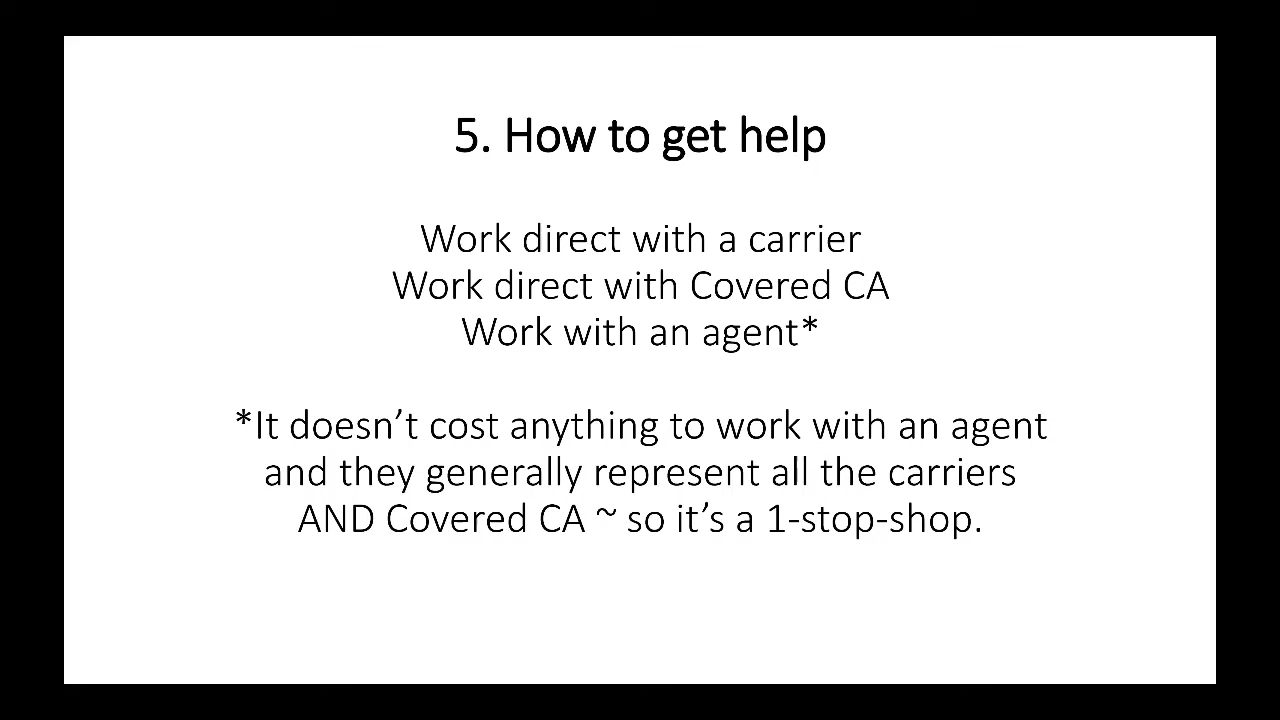 5. How to get help
Work direct with a carrier
Work direct with Covered CA
Work with an agent*
*It doesn’t cost anything to work with an agent
and they generally represent all the carriers
AND Covered CA ~ so it’s a 1-stop-shop.